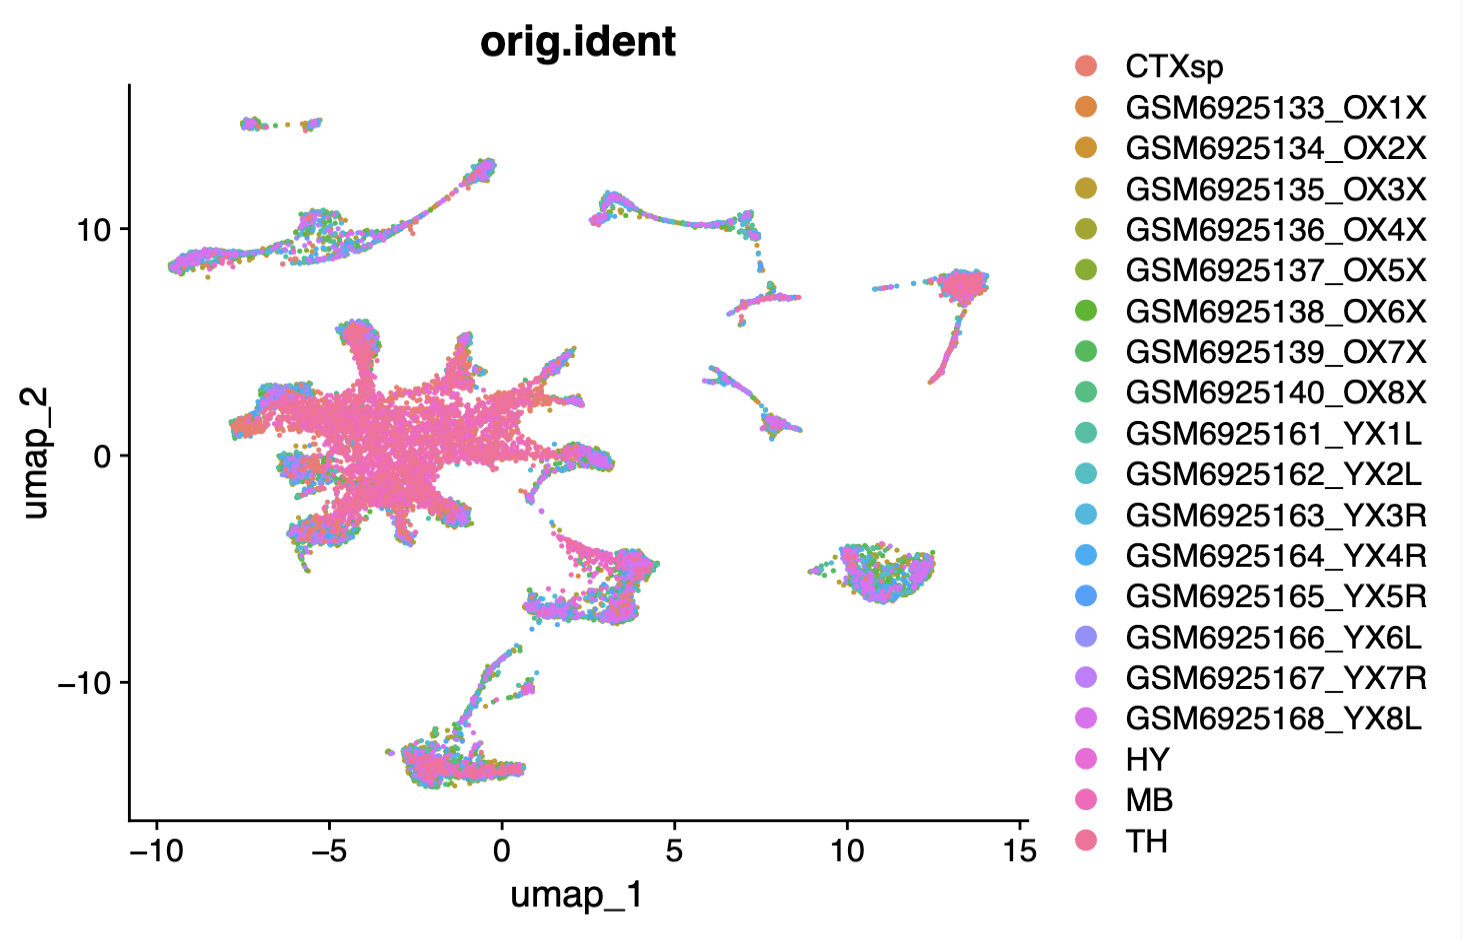 orig.ident
CTXsp
GSM6925133_OX1X
GSM6925134_OX2X
GSM6925135_OX3X
GSM6925136_OX4X
GSM6925137_OX5X
GSM6925138_OX6X
GSM6925139_OX7X
GSM6925140_OX8X
GSM6925161_YX1L
GSM6925162_YX2L
GSM6925163_YX3R
GSM6925164_YX4R
GSM6925165_YX5R
GSM6925166_YX6L
GSM6925167_YX7R
GSM6925168_YX8L
HY
MB
TH
umap_2
10
0
−10
−10
−5
0
5
10
15
umap_1